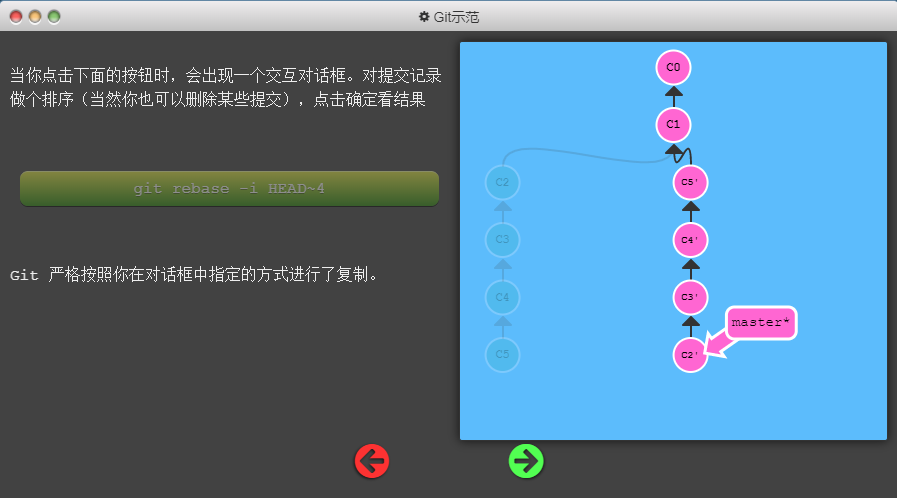 Git示范
当你点击下面的按钮时，会出现一个交互对话框。对提交记录
做个排序（当然你也可以删除某些提交），点击确定看结果
git rebase -i HEAD~4
Git 严格按照你在对话框中指定的方式进行了复制。
C0
C1
C2
C5'
C3
C4'
C4
C3'
master*
C5
C2'